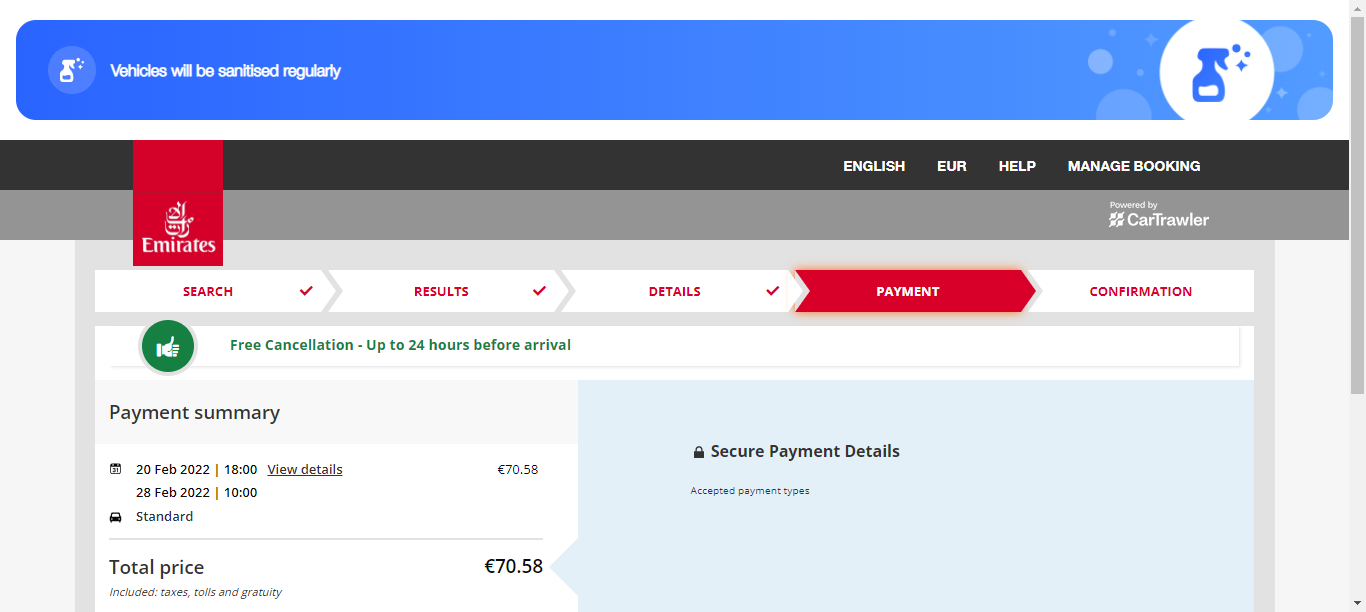 Vehicles will be sanitised regularly
ENGLISH EUR HELP MANAGE BOOKING
Powered by
CarTrawler
Emirates
SEARCH RESULTS DETAILS PAYMENT CONFIRMATION
Free Cancellation - Up to 24 hours before arrival
Payment summary
Secure Payment Details
20 Feb 2022 | 18:00 View details €70.58
Accepted payment types
28 Feb 2022 | 10:00
Standard
Total price €70.58
Included: taxes, tolls and gratuity